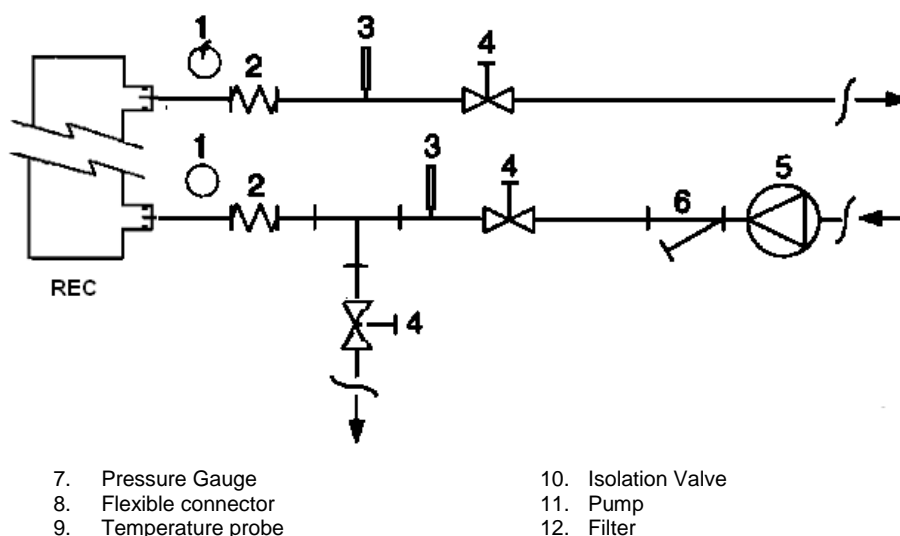 1
2
3
4
1
2
3
4
5
6
REC
4
7. Pressure Gauge
8. Flexible connector
9. Temperature probe
10. Isolation Valve
11. Pump
12. Filter